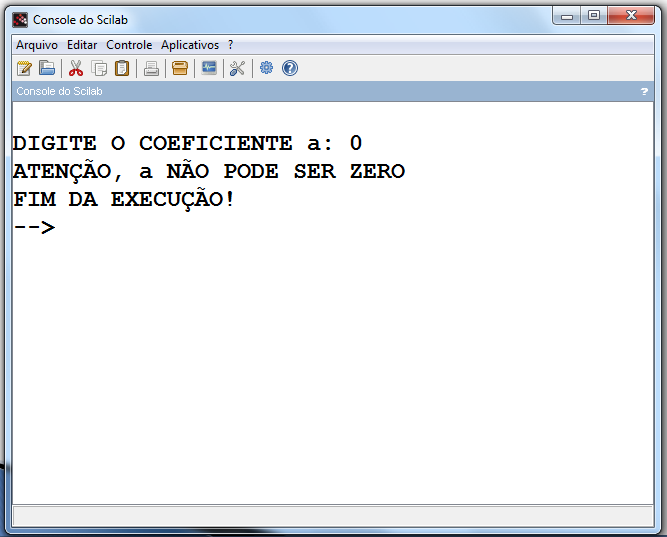 Console do Scilab
Arquivo Editar Controle Aplicativos ?
Console do Scilab ?
DIGITE O COEFICIENTE a: 0
ATENÇÃO, a NÃO PODE SER ZERO
FIM DA EXECUÇÃO!
-->